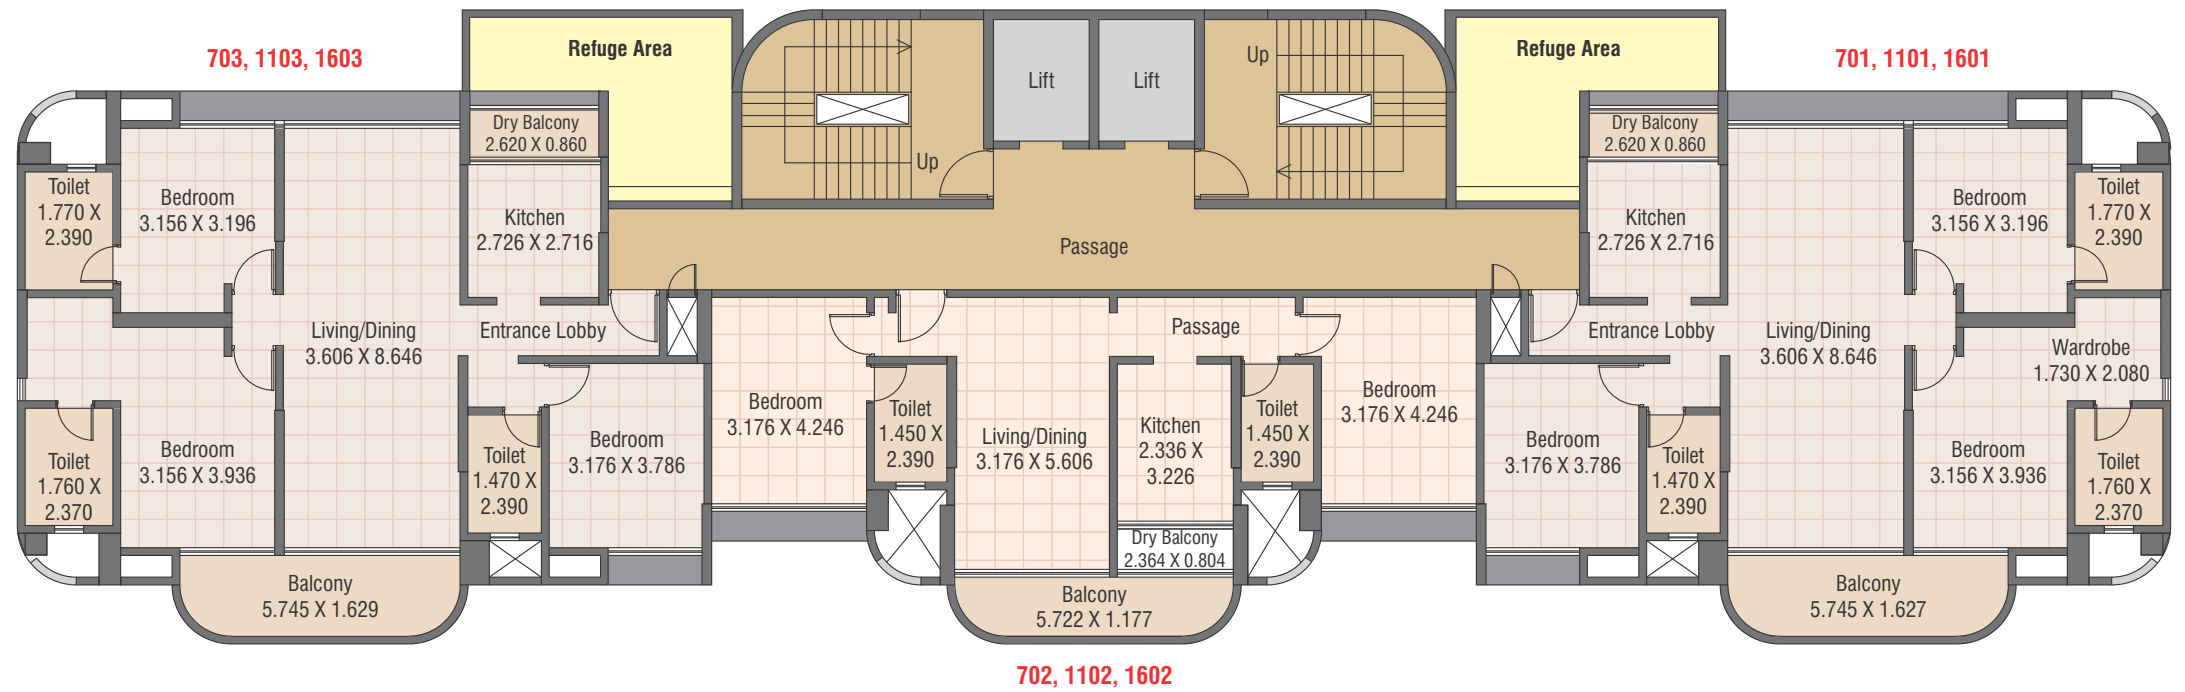 703, 1103, 1603
Refuge Area
Lift
Lift
Up
Up
Refuge Area
701, 1101, 1601
Dry Balcony
2.620 X 0.860
Toilet
1.770 X
2.390
Bedroom
3.156 X 3.196
Kitchen
2.726 X 2.716
Passage
Dry Balcony
2.620 X 0.860
Kitchen
2.726 X 2.716
Bedroom
3.156 X 3.196
Toilet
1.770 X
2.390
Living/Dining
3.606 X 8.646
Entrance Lobby
Passage
Entrance Lobby
Living/Dining
3.606 X 8.646
Wardrobe
1.730 X 2.080
Toilet
1.760 X
2.370
Bedroom
3.156 X 3.936
Toilet
1.470 X
2.390
Bedroom
3.176 X 3.786
Bedroom
3.176 X 4.246
Toilet
1.450 X
2.390
Living/Dining
3.176 X 5.606
Kitchen
2.336 X
3.226
Toilet
1.450 X
2.390
Bedroom
3.176 X 4.246
Bedroom
3.176 X 3.786
Toilet
1.470 X
2.390
Bedroom
3.156 X 3.936
Toilet
1.760 X
2.370
Dry Balcony
2.364 X 0.804
Balcony
5.745 X 1.629
Balcony
5.722 X 1.177
Balcony
5.745 X 1.627
702, 1102, 1602